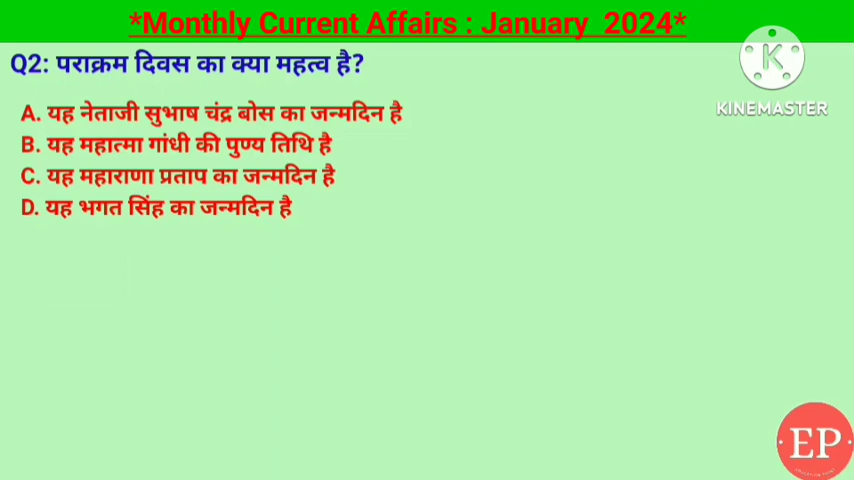 *Monthly Current Affairs : January 2024*
Q2: पराक्रम दिवस का क्या महत्व है?
K
KINEMASTER
A. यह नेताजी सुभाष चंद्र बोस का जन्मदिन है
B. यह महात्मा गांधी की पुण्य तिथि है
C. यह महाराणा प्रताप का जन्मदिन है
D. यह भगत सिंह का जन्मदिन है
EP